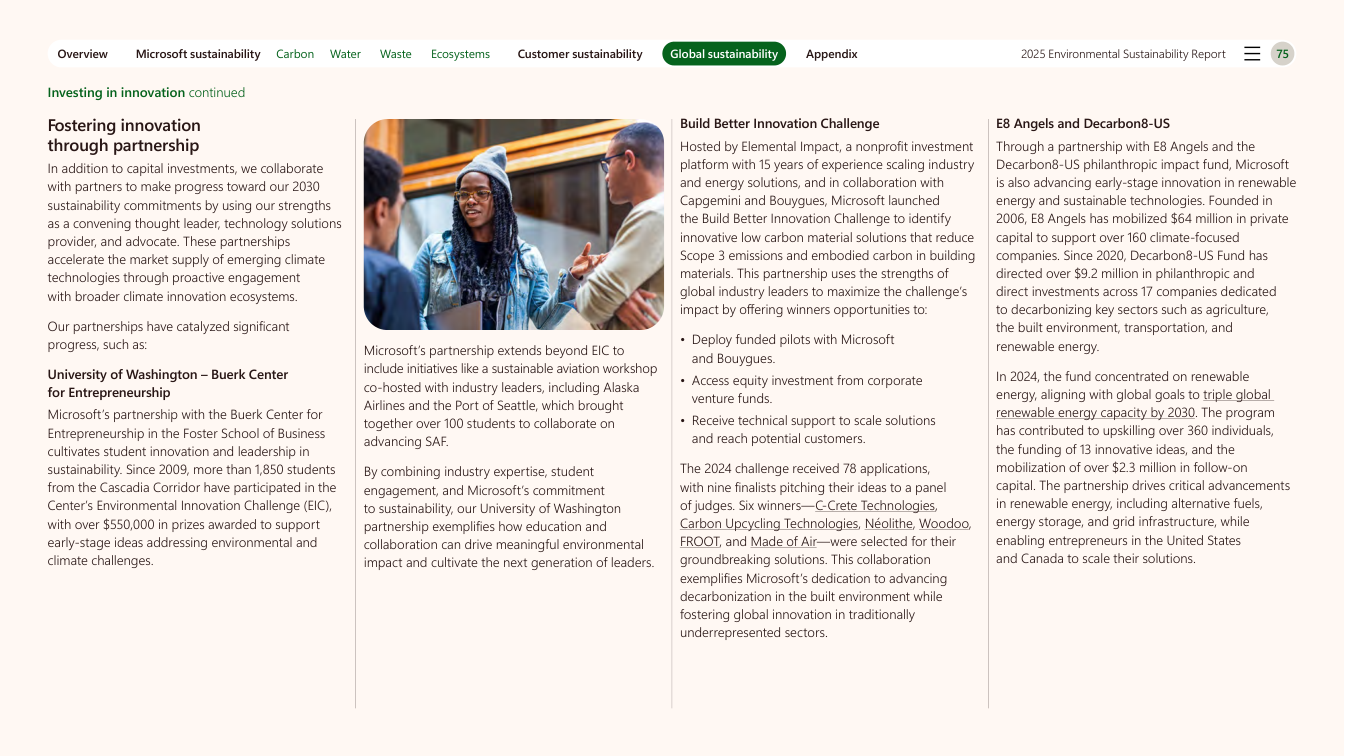 Overview Microsoft sustainability Carbon Water Waste Ecosystems Customer sustainability Global sustainability Appendix 2025 Environmental Sustainability Report 75
Investing in innovation continued
Fostering innovation
through partnership
In addition to capital investments, we collaborate
with partners to make progress toward our 2030
sustainability commitments by using our strengths
as a convening thought leader, technology solutions
provider, and advocate. These partnerships
accelerate the market supply of emerging climate
technologies through proactive engagement
with broader climate innovation ecosystems.
Our partnerships have catalyzed significant
progress, such as:
University of Washington – Buerk Center
for Entrepreneurship
Microsoft’s partnership with the Buerk Center for
Entrepreneurship in the Foster School of Business
cultivates student innovation and leadership in
sustainability. Since 2009, more than 1,850 students
from the Cascadia Corridor have participated in the
Center’s Environmental Innovation Challenge (EIC),
with over $550,000 in prizes awarded to support
early-stage ideas addressing environmental and
climate challenges.
Microsoft’s partnership extends beyond EIC to
include initiatives like a sustainable aviation workshop
co-hosted with industry leaders, including Alaska
Airlines and the Port of Seattle, which brought
together over 100 students to collaborate on
advancing SAF.
By combining industry expertise, student
engagement, and Microsoft’s commitment
to sustainability, our University of Washington
partnership exemplifies how education and
collaboration can drive meaningful environmental
impact and cultivate the next generation of leaders.
Build Better Innovation Challenge
Hosted by Elemental Impact, a nonprofit investment
platform with 15 years of experience scaling industry
and energy solutions, and in collaboration with
Capgemini and Bouygues, Microsoft launched
the Build Better Innovation Challenge to identify
innovative low carbon material solutions that reduce
Scope 3 emissions and embodied carbon in building
materials. This partnership uses the strengths of
global industry leaders to maximize the challenge’s
impact by offering winners opportunities to:
• Deploy funded pilots with Microsoft
and Bouygues.
• Access equity investment from corporate
venture funds.
• Receive technical support to scale solutions
and reach potential customers.
The 2024 challenge received 78 applications,
with nine finalists pitching their ideas to a panel
of judges. Six winners—C-Crete Technologies,
Carbon Upcycling Technologies, Néolithe, Woodoo,
FROOT, and Made of Air—were selected for their
groundbreaking solutions. This collaboration
exemplifies Microsoft’s dedication to advancing
decarbonization in the built environment while
fostering global innovation in traditionally
underrepresented sectors.
E8 Angels and Decarbon8-US
Through a partnership with E8 Angels and the
Decarbon8-US philanthropic impact fund, Microsoft
is also advancing early-stage innovation in renewable
energy and sustainable technologies. Founded in
2006, E8 Angels has mobilized $64 million in private
capital to support over 160 climate-focused
companies. Since 2020, Decarbon8-US Fund has
directed over $9.2 million in philanthropic and
direct investments across 17 companies dedicated
to decarbonizing key sectors such as agriculture,
the built environment, transportation, and
renewable energy.
In 2024, the fund concentrated on renewable
energy, aligning with global goals to triple global
renewable energy capacity by 2030. The program
has contributed to upskilling over 360 individuals,
the funding of 13 innovative ideas, and the
mobilization of over $2.3 million in follow-on
capital. The partnership drives critical advancements
in renewable energy, including alternative fuels,
energy storage, and grid infrastructure, while
enabling entrepreneurs in the United States
and Canada to scale their solutions.